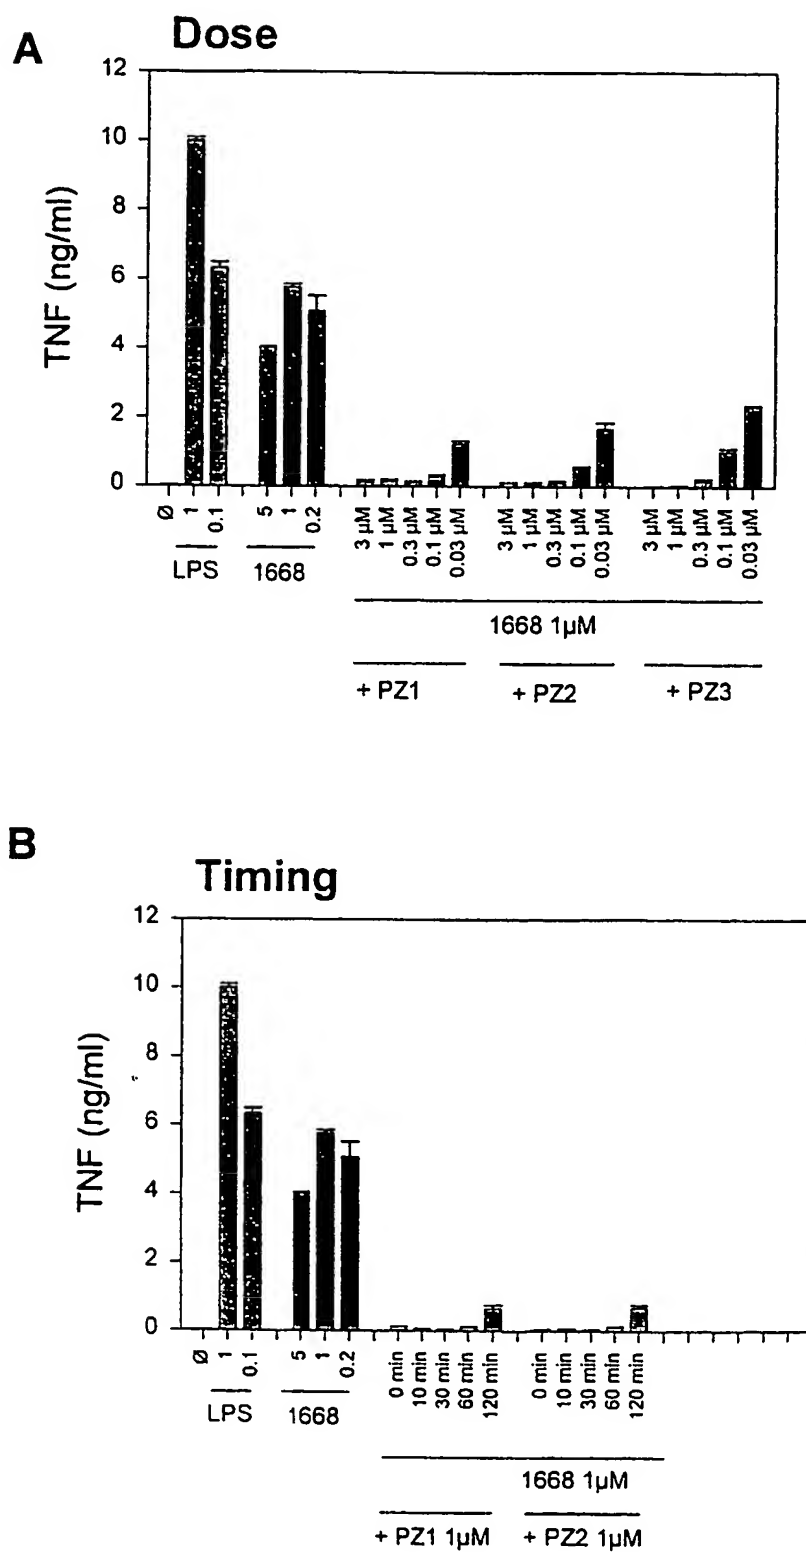 A
Dose
12
10
8
6
4
2
0
TNF (ng/ml)
Ø
1
0.1
5
1
0.2
3 µM
1 µM
0.3 µM
0.1 µM
0.03 µM
3 µM
1 µM
0.3 µM
0.1 µM
0.03 µM
3 µM
1 µM
0.3 µM
0.1 µM
0.03 µM
LPS
1668
1668 1µM
+ PZ1
+ PZ2
+ PZ3
B
Timing
12
10
8
6
4
2
0
TNF (ng/ml)
Ø
1
0.1
5
1
0.2
0 min
10 min
30 min
60 min
120 min
0 min
10 min
30 min
60 min
120 min
LPS
1668
1668 1µM
+ PZ1 1µM
+ PZ2 1µM